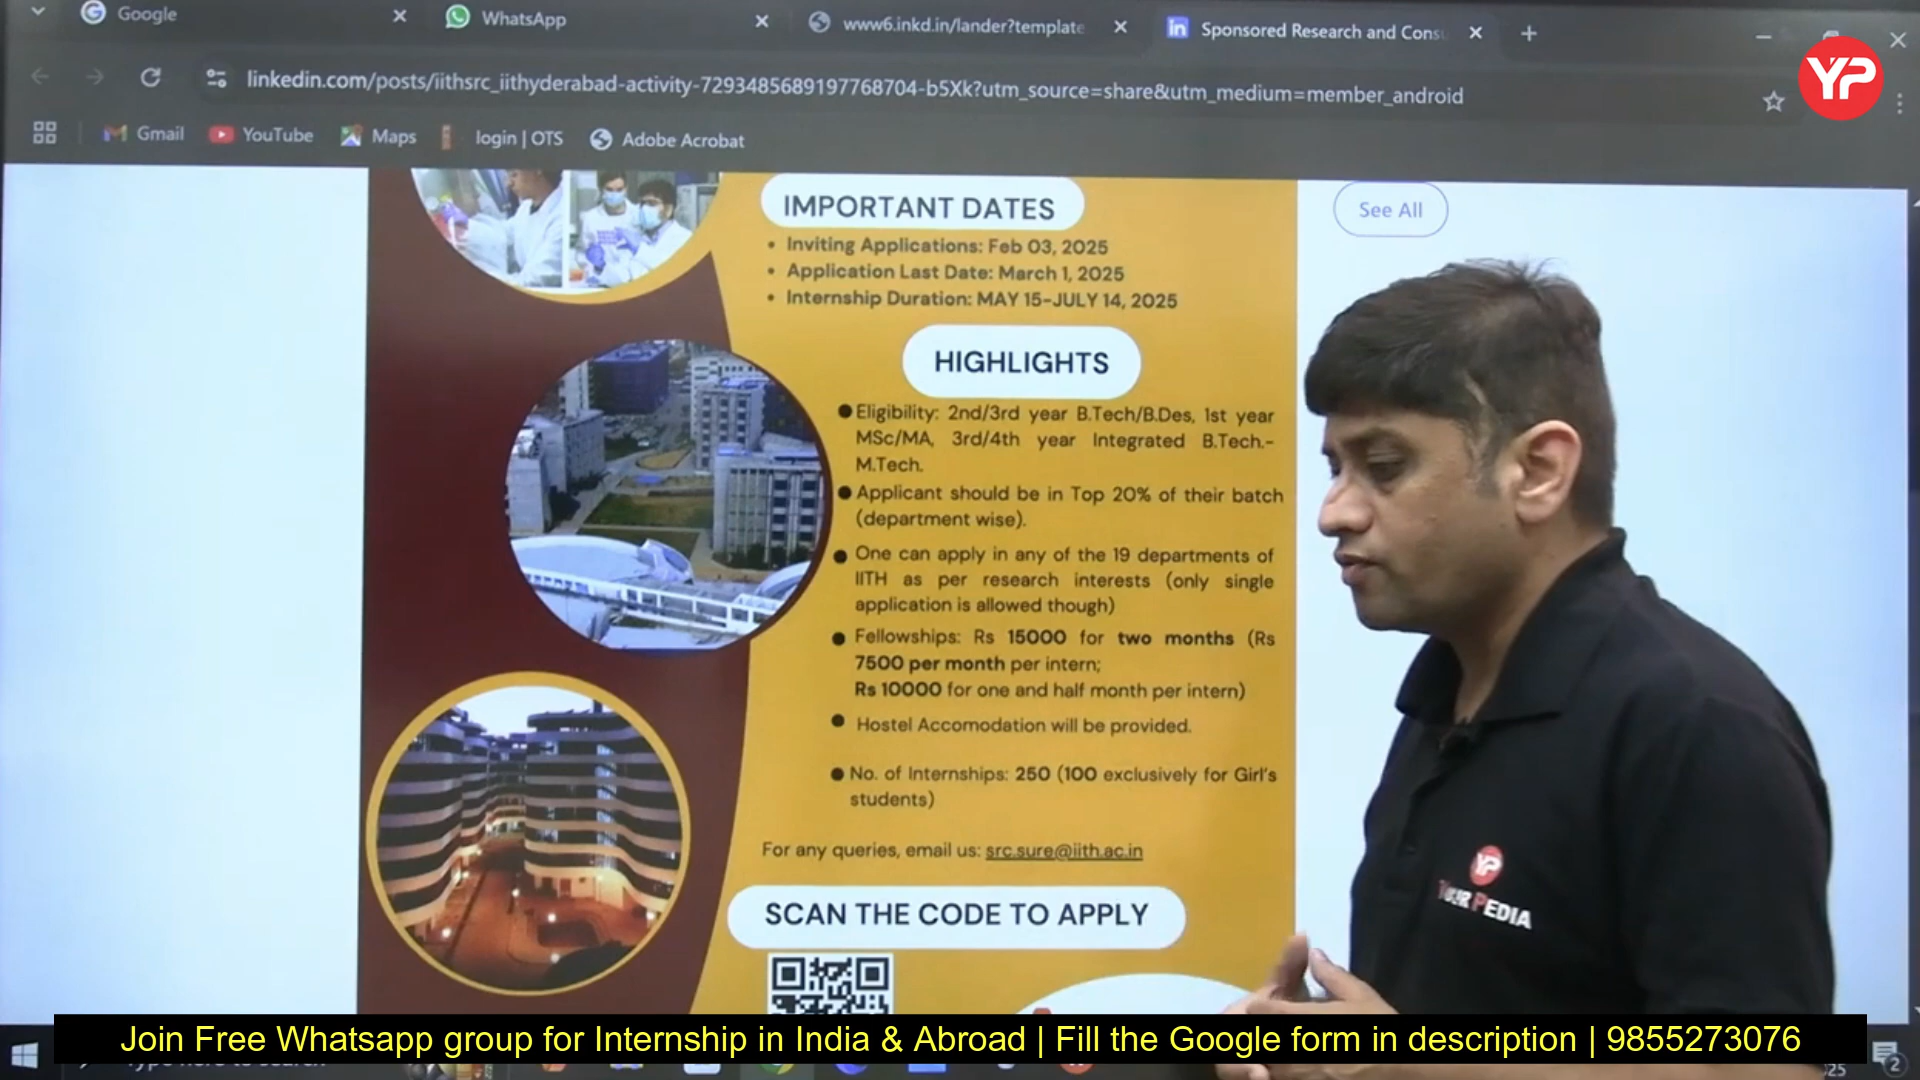 Google
WhatsApp
www6.inkd.in/lander?template
Sponsored Research and Consu
linkedin.com/posts/iithsrc_iithyderabad-activity-7293485689197768704-b5Xk?utm_source=share&utm_medium=member_android
YP
Gmail
YouTube
Maps
login | OTS
Adobe Acrobat
IMPORTANT DATES
• Inviting Applications: Feb 03, 2025
• Application Last Date: March 1, 2025
• Internship Duration: MAY 15-JULY 14, 2025
See All
HIGHLIGHTS
● Eligibility: 2nd/3rd year B.Tech/B.Des, 1st year
MSc/MA, 3rd/4th year Integrated B.Tech.-
M.Tech.
● Applicant should be in Top 20% of their batch
(department wise).
● One can apply in any of the 19 departments of
IITH as per research interests (only single
application is allowed though)
● Fellowships: Rs 15000 for two months (Rs
7500 per month per intern;
Rs 10000 for one and half month per intern)
● Hostel Accomodation will be provided.
● No. of Internships: 250 (100 exclusively for Girl's
students)
For any queries, email us: src.sure@iith.ac.in
SCAN THE CODE TO APPLY
YP
PEDIA
Join Free Whatsapp group for Internship in India & Abroad | Fill the Google form in description | 9855273076
2